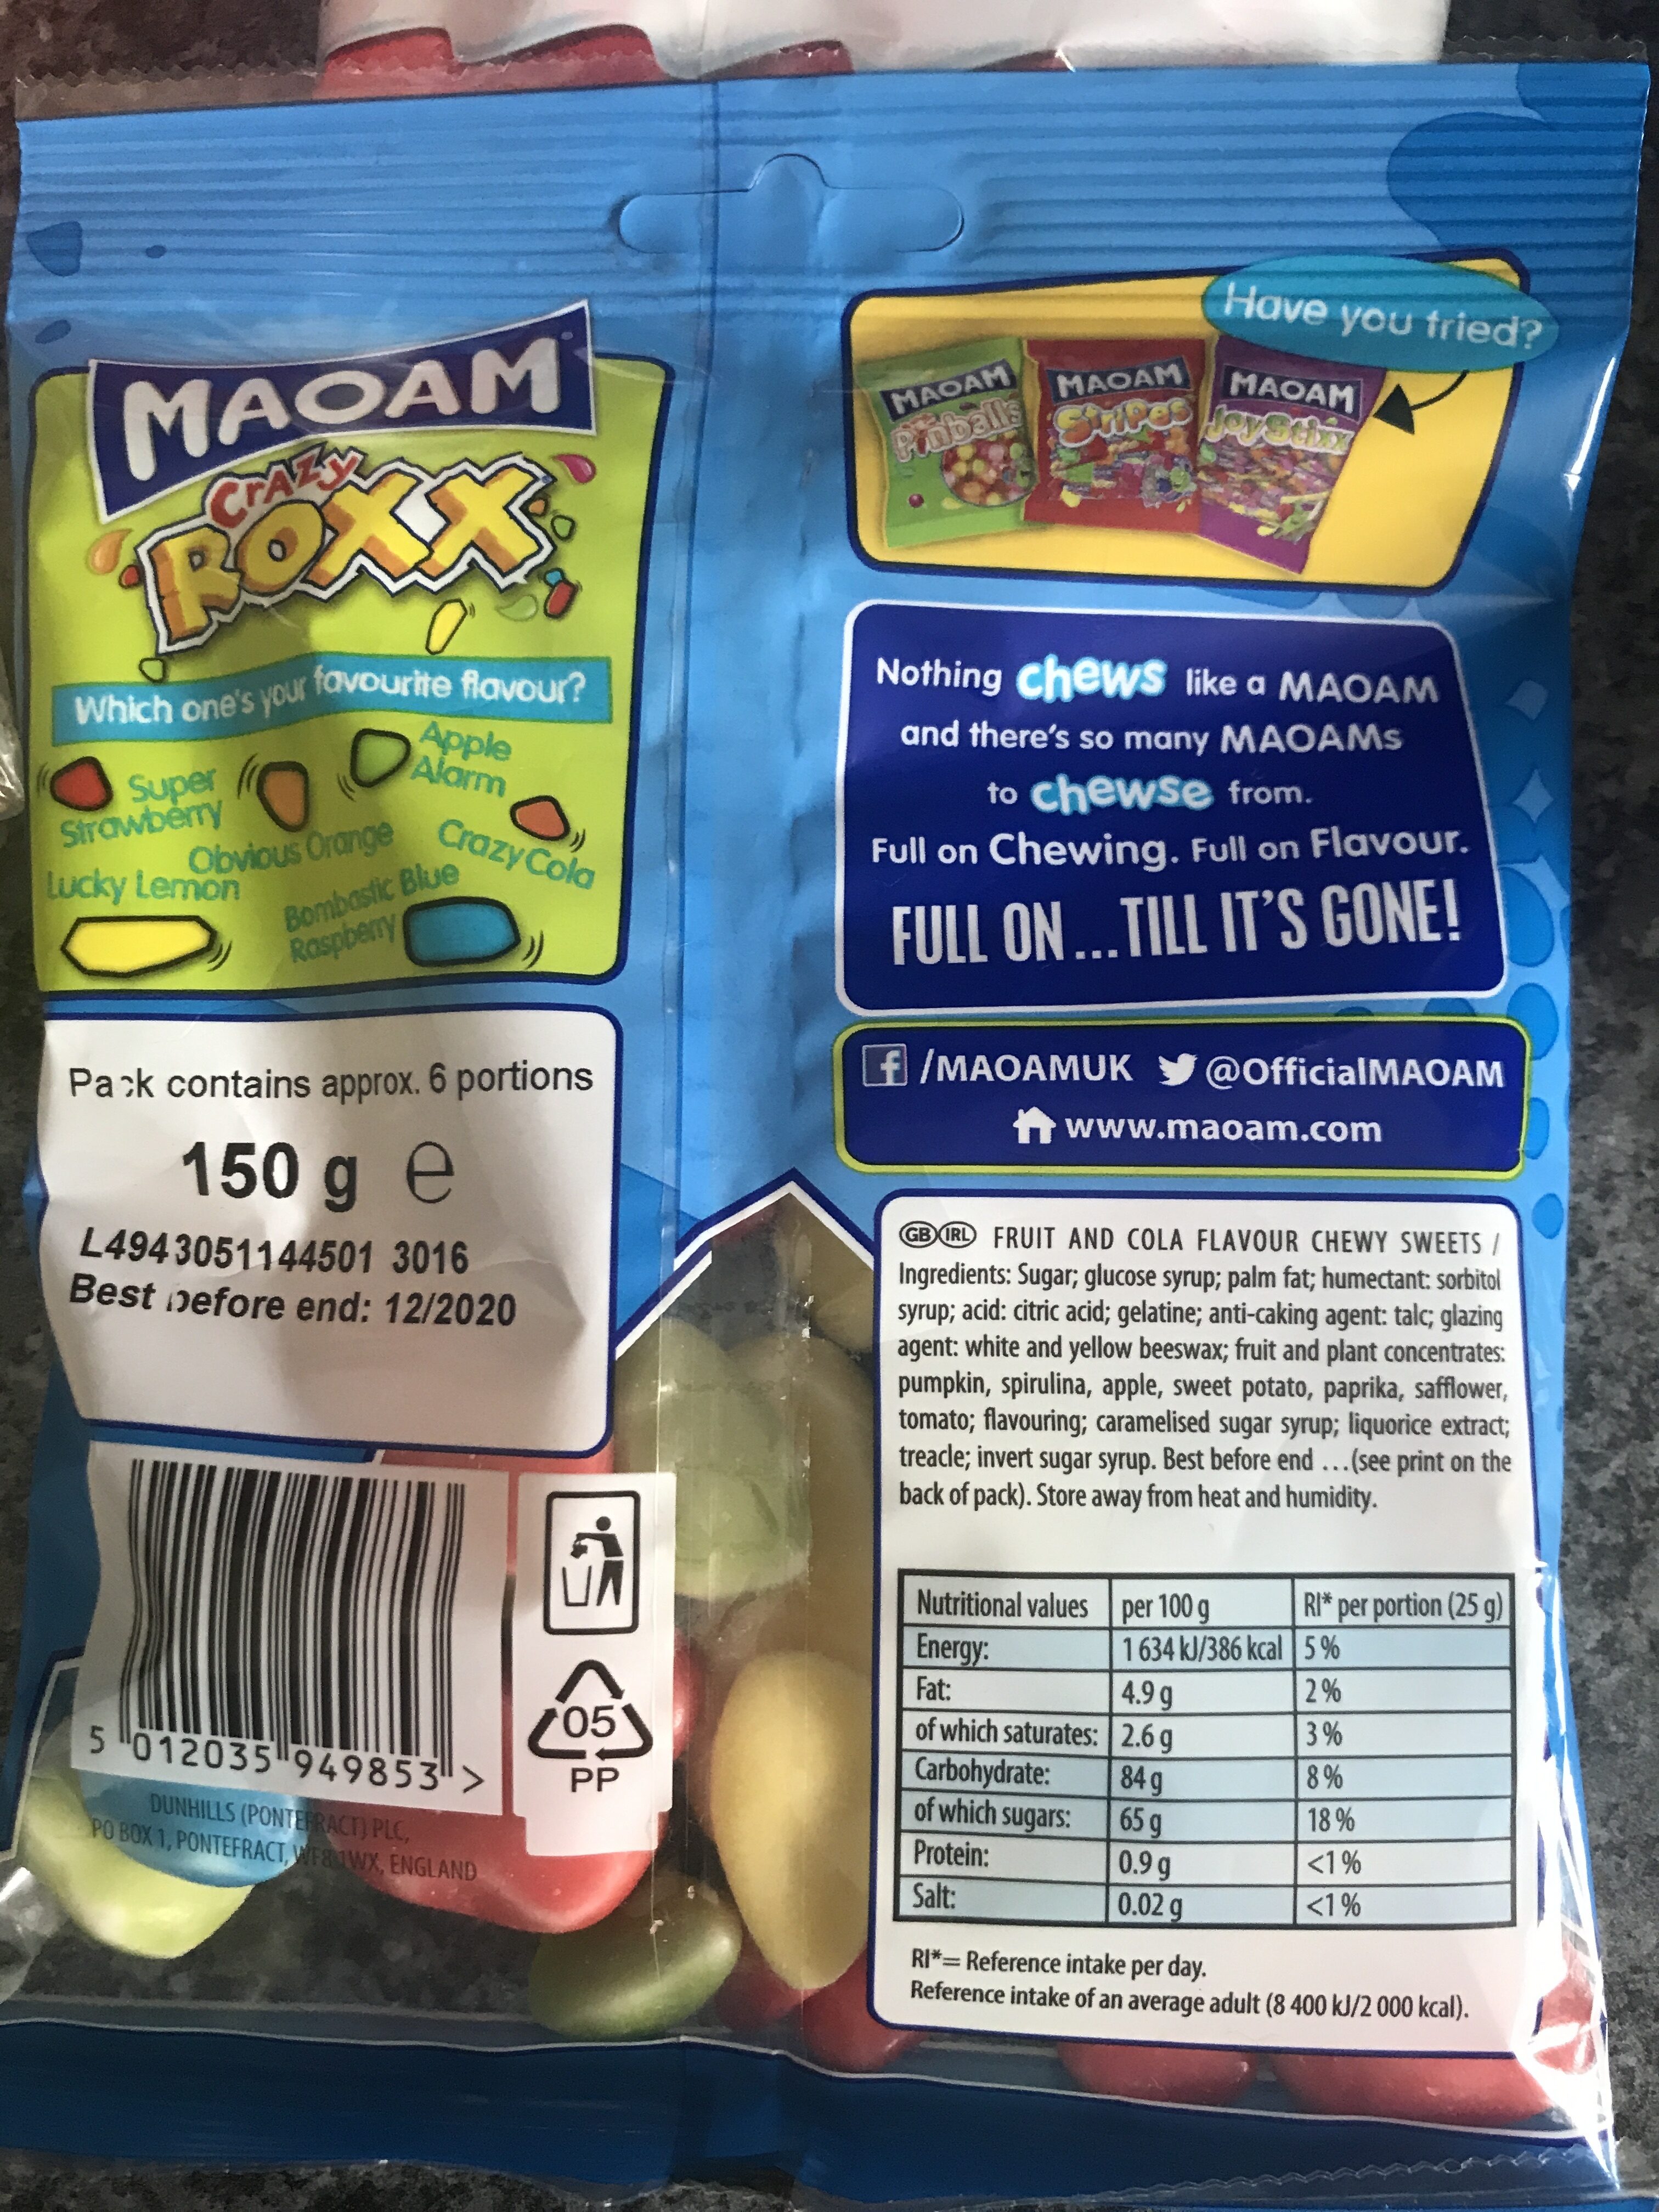 MAOAM
CRAZY
ROXX
Which one's your favourite flavour?
Super
Strawberry
Obvious Orange
Apple
Alarm
Crazy Cola
Lucky Lemon
Bombastic Blue
Raspberry
Pack contains approx. 6 portions
150 g e
L4943051144501 3016
Best before end: 12/2020
5 012035 949853 >
05
PP
DUNHILLS (PONTEFRACT) PLC,
PO BOX 1, PONTEFRACT, WF8 1WX, ENGLAND
Have you tried?
MAOAM
Pinballs
MAOAM
Stripes
MAOAM
JoyStixx
Nothing chews like a MAOAM
and there's so many MAOAMs
to chewse from.
Full on Chewing. Full on Flavour.
FULL ON ... TILL IT'S GONE!
f /MAOAMUK @OfficialMAOAM
www.maoam.com
GB IRL FRUIT AND COLA FLAVOUR CHEWY SWEETS /
Ingredients: Sugar; glucose syrup; palm fat; humectant: sorbitol
syrup; acid: citric acid; gelatine; anti-caking agent: talc; glazing
agent: white and yellow beeswax; fruit and plant concentrates:
pumpkin, spirulina, apple, sweet potato, paprika, safflower,
tomato; flavouring; caramelised sugar syrup; liquorice extract;
treacle; invert sugar syrup. Best before end ...(see print on the
back of pack). Store away from heat and humidity.
Nutritional values per 100 g RI* per portion (25 g)
Energy: 1 634 kJ/386 kcal 5 %
Fat: 4.9 g 2 %
of which saturates: 2.6 g 3 %
Carbohydrate: 84 g 8 %
of which sugars: 65 g 18 %
Protein: 0.9 g <1 %
Salt: 0.02 g <1 %
RI*= Reference intake per day.
Reference intake of an average adult (8 400 kJ/2 000 kcal).